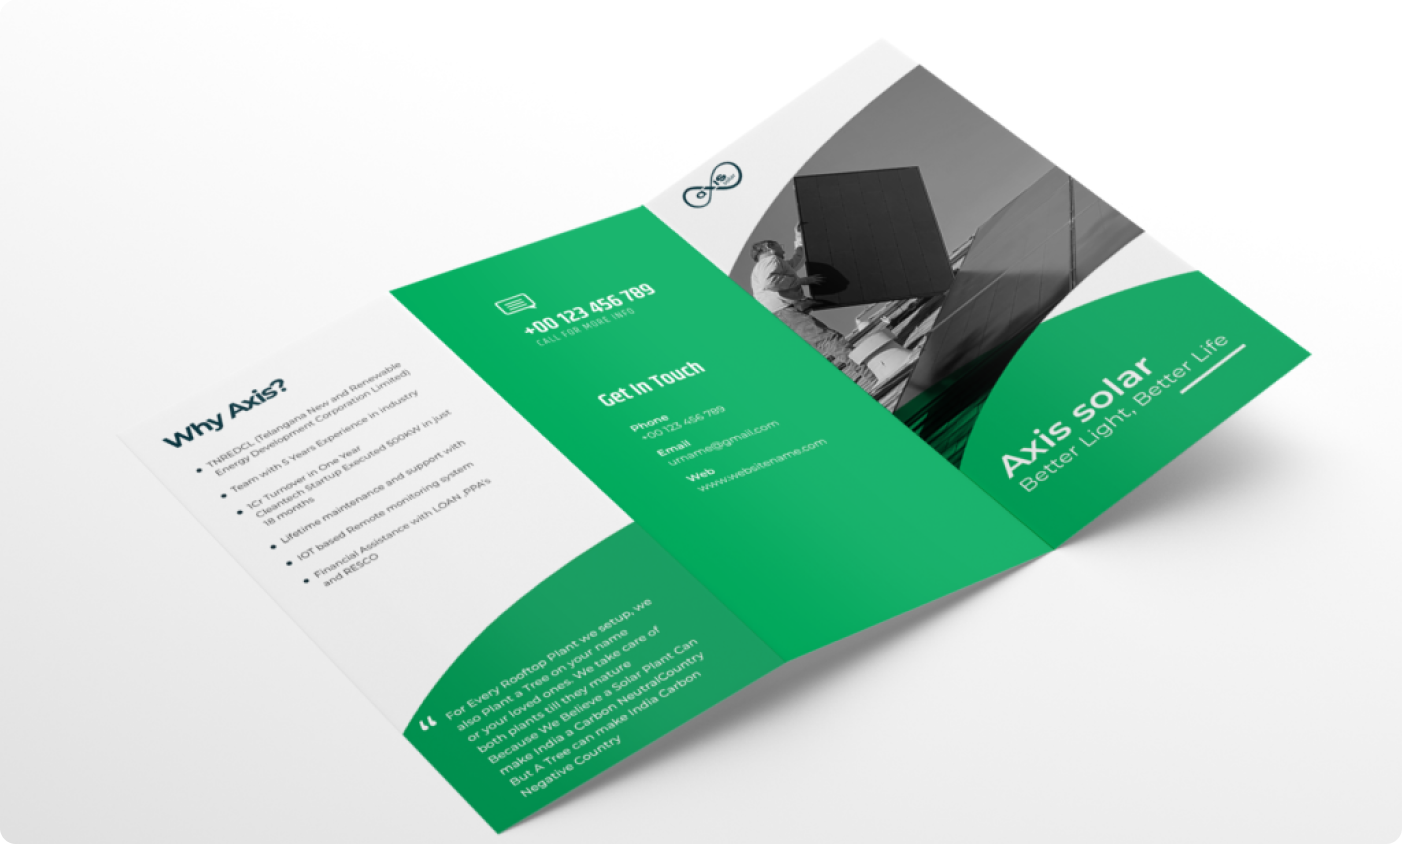 Why Axis?
• TNREDCL (Telangana New and Renewable
Energy Development Corporation Limited)
• Team with 5 Years Experience in industry
• 1Cr Turnover in One Year
Cleantech Startup Executed 500KW in just
18 months
• Lifetime maintenance and support with
• IOT based Remote monitoring system
• Financial Assistance with LOAN ,PPA's
and RESCO
“
For Every Rooftop Plant we setup, we
also Plant a Tree on your name
or your loved ones. We take care of
both plants till they mature
Because We Believe a Solar Plant Can
make India a Carbon NeutralCountry
But A Tree can make India Carbon
Negative Country
+00 123 456 789
CALL FOR MORE INFO
Get In Touch
Phone
+00 123 456 789
Email
urname@gmail.com
Web
www.websitename.com
axis
Axis solar
Better Light, Better Life